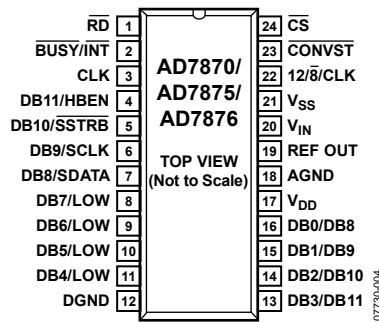 RD 1
BUSY/INT 2
CLK 3
DB11/HBEN 4
DB10/SSTRB 5
DB9/SCLK 6
DB8/SDATA 7
DB7/LOW 8
DB6/LOW 9
DB5/LOW 10
DB4/LOW 11
DGND 12
AD7870/
AD7875/
AD7876
TOP VIEW
(Not to Scale)
24 CS
23 CONVST
22 12/8/CLK
21 VSS
20 VIN
19 REF OUT
18 AGND
17 VDD
16 DB0/DB8
15 DB1/DB9
14 DB2/DB10
13 DB3/DB11
07730-004